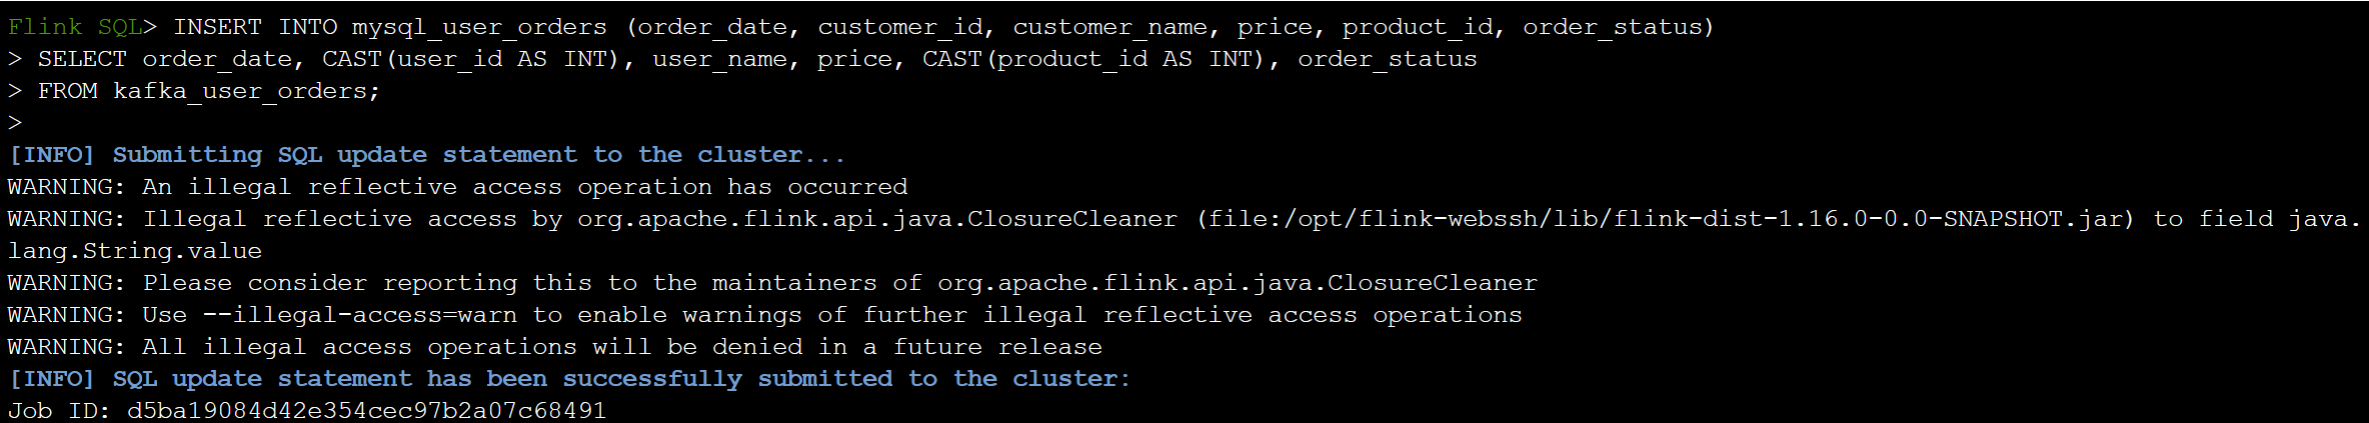 Flink SQL> INSERT INTO mysql_user_orders (order_date, customer_id, customer_name, price, product_id, order_status)
> SELECT order_date, CAST(user_id AS INT), user_name, price, CAST(product_id AS INT), order_status
> FROM kafka_user_orders;
>
[INFO] Submitting SQL update statement to the cluster...
WARNING: An illegal reflective access operation has occurred
WARNING: Illegal reflective access by org.apache.flink.api.java.ClosureCleaner (file:/opt/flink-webssh/lib/flink-dist-1.16.0-0.0-SNAPSHOT.jar) to field java.
lang.String.value
WARNING: Please consider reporting this to the maintainers of org.apache.flink.api.java.ClosureCleaner
WARNING: Use --illegal-access=warn to enable warnings of further illegal reflective access operations
WARNING: All illegal access operations will be denied in a future release
[INFO] SQL update statement has been successfully submitted to the cluster:
Job ID: d5ba19084d42e354cec97b2a07c68491